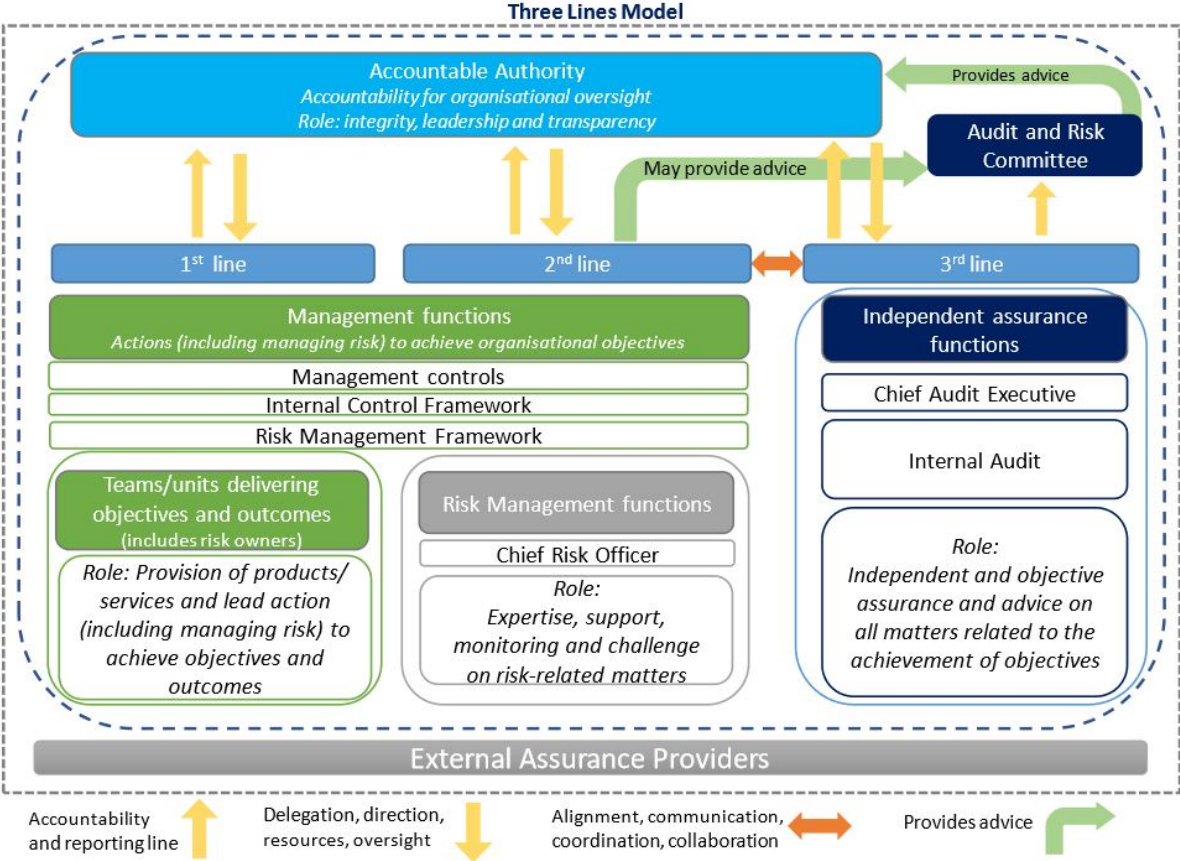 Three Lines Model
Accountable Authority
Accountability for organisational oversight
Role: integrity, leadership and transparency
Provides advice
Audit and Risk
Committee
May provide advice
1st line
2nd line
3rd line
Management functions
Actions (including managing risk) to achieve organisational objectives
Management controls
Internal Control Framework
Risk Management Framework
Teams/units delivering
objectives and outcomes
(includes risk owners)
Role: Provision of products/
services and lead action
(including managing risk) to
achieve objectives and
outcomes
Risk Management functions
Chief Risk Officer
Role:
Expertise, support,
monitoring and challenge
on risk-related matters
Independent assurance
functions
Chief Audit Executive
Internal Audit
Role:
Independent and objective
assurance and advice on
all matters related to the
achievement of objectives
External Assurance Providers
Accountability
and reporting line
Delegation, direction,
resources, oversight
Alignment, communication,
coordination, collaboration
Provides advice